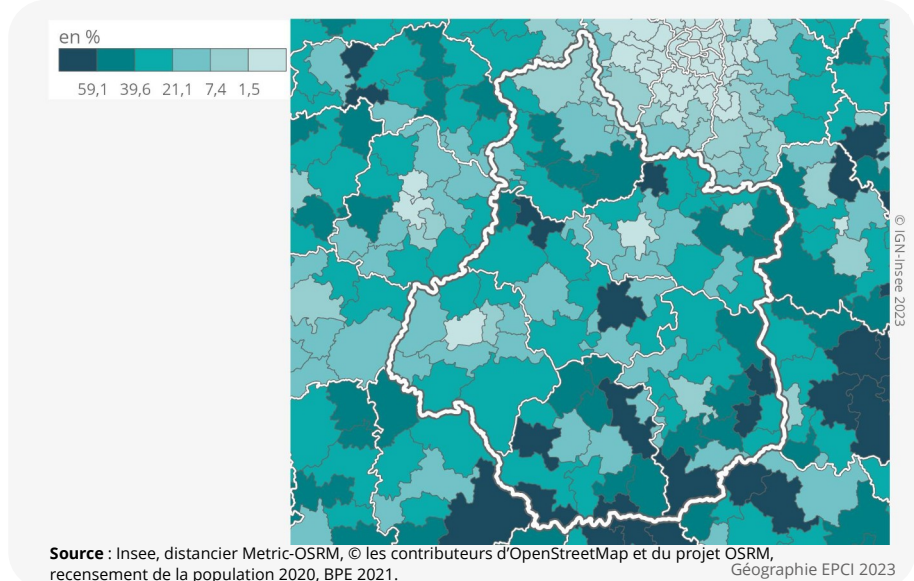 en %
59,1 39,6 21,1 7,4 1,5
© IGN-Insee 2023
Source : Insee, distancier Metric-OSRM, © les contributeurs d'OpenStreetMap et du projet OSRM,
recensement de la population 2020, BPE 2021.
Géographie EPCI 2023